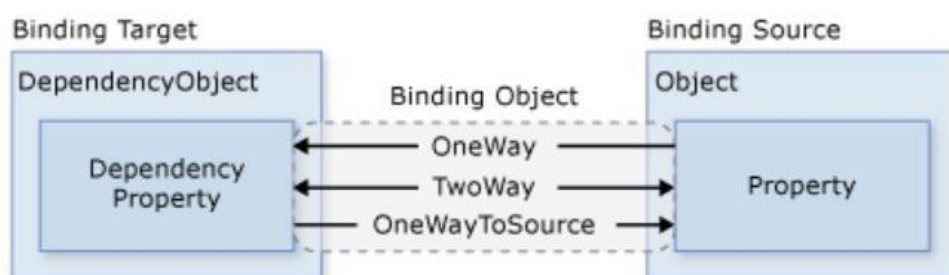 Binding Target
Binding Source
DependencyObject
Object
Binding Object
OneWay
Dependency
Property
TwoWay
Property
OneWayToSource